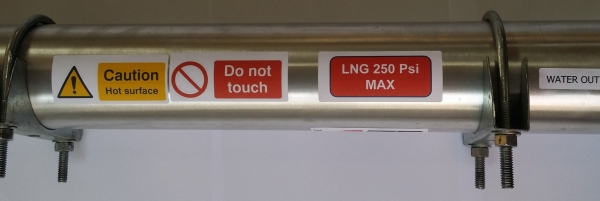 Caution
Hot surface
Do not
touch
LNG 250 Psi
MAX
WATER OUT